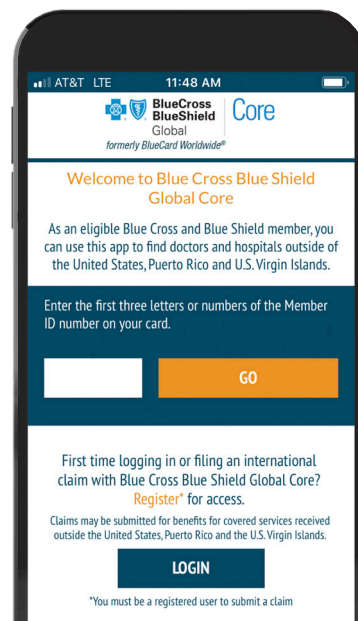 AT&T LTE 11:48 AM
BlueCross
BlueShield
Global
Core
formerly BlueCard Worldwide®
Welcome to Blue Cross Blue Shield
Global Core
As an eligible Blue Cross and Blue Shield member, you
can use this app to find doctors and hospitals outside of
the United States, Puerto Rico and U.S. Virgin Islands.
Enter the first three letters or numbers of the Member
ID number on your card.
GO
First time logging in or filing an international
claim with Blue Cross Blue Shield Global Core?
Register* for access.
Claims may be submitted for benefits for covered services received
outside the United States, Puerto Rico and the U.S. Virgin Islands.
LOGIN
*You must be a registered user to submit a claim